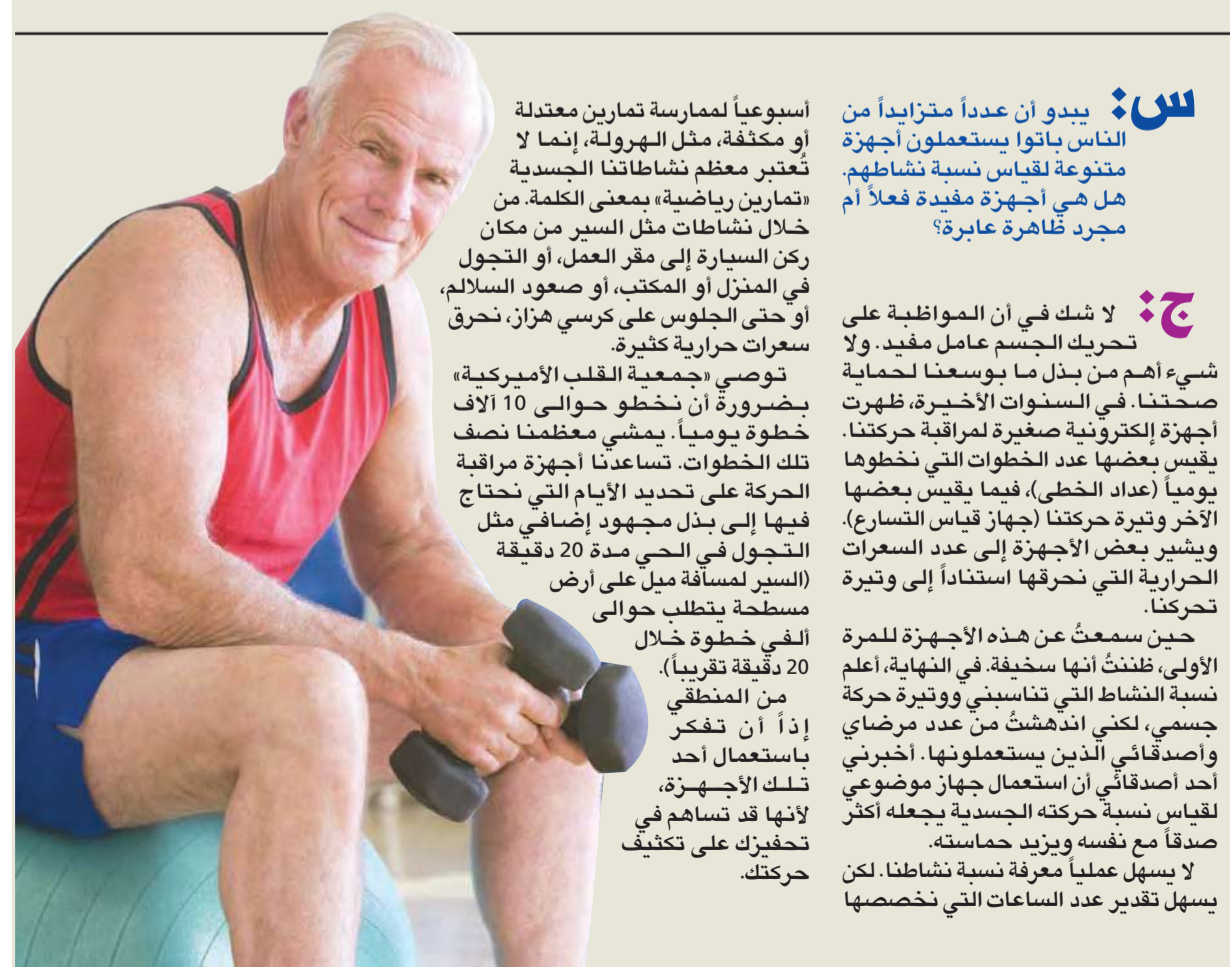 س: يبدو أن عدداً متزايداً من
الناس باتوا يستعملون أجهزة
متنوعة لقياس نسبة نشاطهم.
هل هي أجهزة مفيدة فعلاً أم
مجرد ظاهرة عابرة؟
ج: لا شك في أن المواظبة على
تحريك الجسم عامل مفيد. ولا
شيء أهم من بذل ما بوسعنا لحماية
صحتنا. في السنوات الأخيرة، ظهرت
أجهزة إلكترونية صغيرة لمراقبة حركتنا.
يقيس بعضها عدد الخطوات التي نخطوها
يومياً (عداد الخطى)، فيما يقيس بعضها
الآخر وتيرة حركتنا (جهاز قياس التسارع).
ويشير بعض الأجهزة إلى عدد السعرات
الحرارية التي نحرقها استناداً إلى وتيرة
تحركنا.
حين سمعتُ عن هذه الأجهزة للمرة
الأولى، ظننتُ أنها سخيفة. في النهاية، أعلم
نسبة النشاط التي تناسبني ووتيرة حركة
جسمي، لكني اندهشتُ من عدد مرضاي
وأصدقائي الذين يستعملونها. أخبرني
أحد أصدقائي أن استعمال جهاز موضوعي
لقياس نسبة حركته الجسدية يجعله أكثر
صدقاً مع نفسه ويزيد حماسته.
لا يسهل عملياً معرفة نسبة نشاطنا. لكن
يسهل تقدير عدد الساعات التي نخصصها
أسبوعياً لممارسة تمارين معتدلة
أو مكثفة، مثل الهرولة، إنما لا
تُعتبر معظم نشاطاتنا الجسدية
«تمارين رياضية» بمعنى الكلمة. من
خلال نشاطات مثل السير من مكان
ركن السيارة إلى مقر العمل، أو التجول
في المنزل أو المكتب، أو صعود السلالم،
أو حتى الجلوس على كرسي هزاز، نحرق
سعرات حرارية كثيرة.
توصي «جمعية القلب الأميركية»
بضرورة أن نخطو حوالى 10 آلاف
خطوة يومياً. يمشي معظمنا نصف
تلك الخطوات. تساعدنا أجهزة مراقبة
الحركة على تحديد الأيام التي نحتاج
فيها إلى بذل مجهود إضافي مثل
التجول في الحي مدة 20 دقيقة
(السير لمسافة ميل على أرض
مسطحة يتطلب حوالى
ألفي خطوة خلال
20 دقيقة تقريباً).
من المنطقي
إذاً أن تفكر
باستعمال أحد
تلك الأجهزة،
لأنها قد تساهم في
تحفيزك على تكثيف
حركتك.